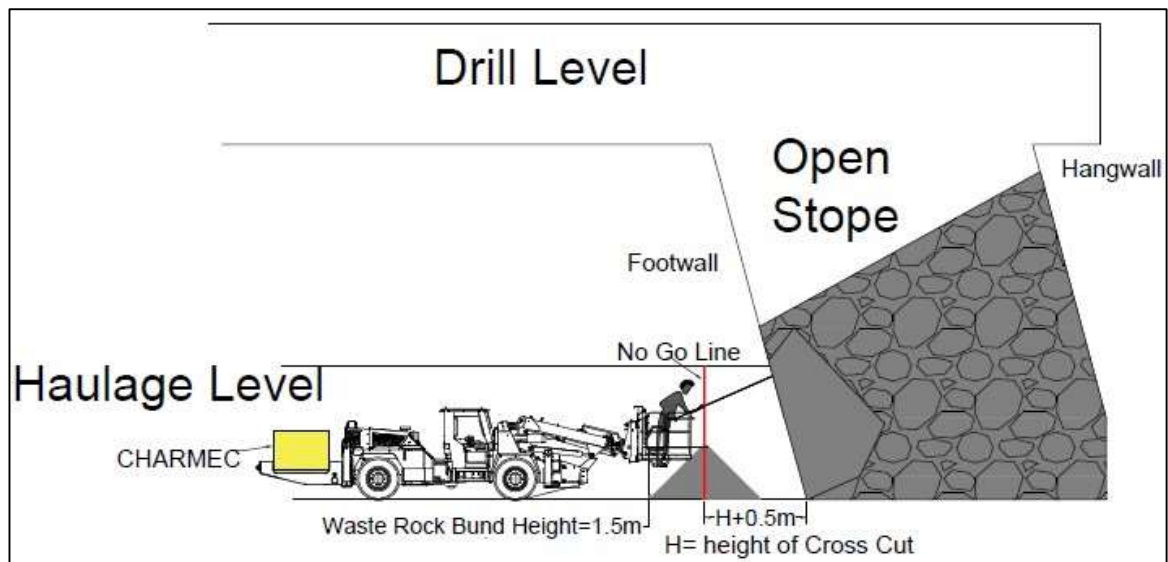 Drill Level
Open
Stope
Hangwall
Footwall
No Go Line
Haulage Level
CHARMEC
Waste Rock Bund Height=1.5m
H+0.5m
H= height of Cross Cut